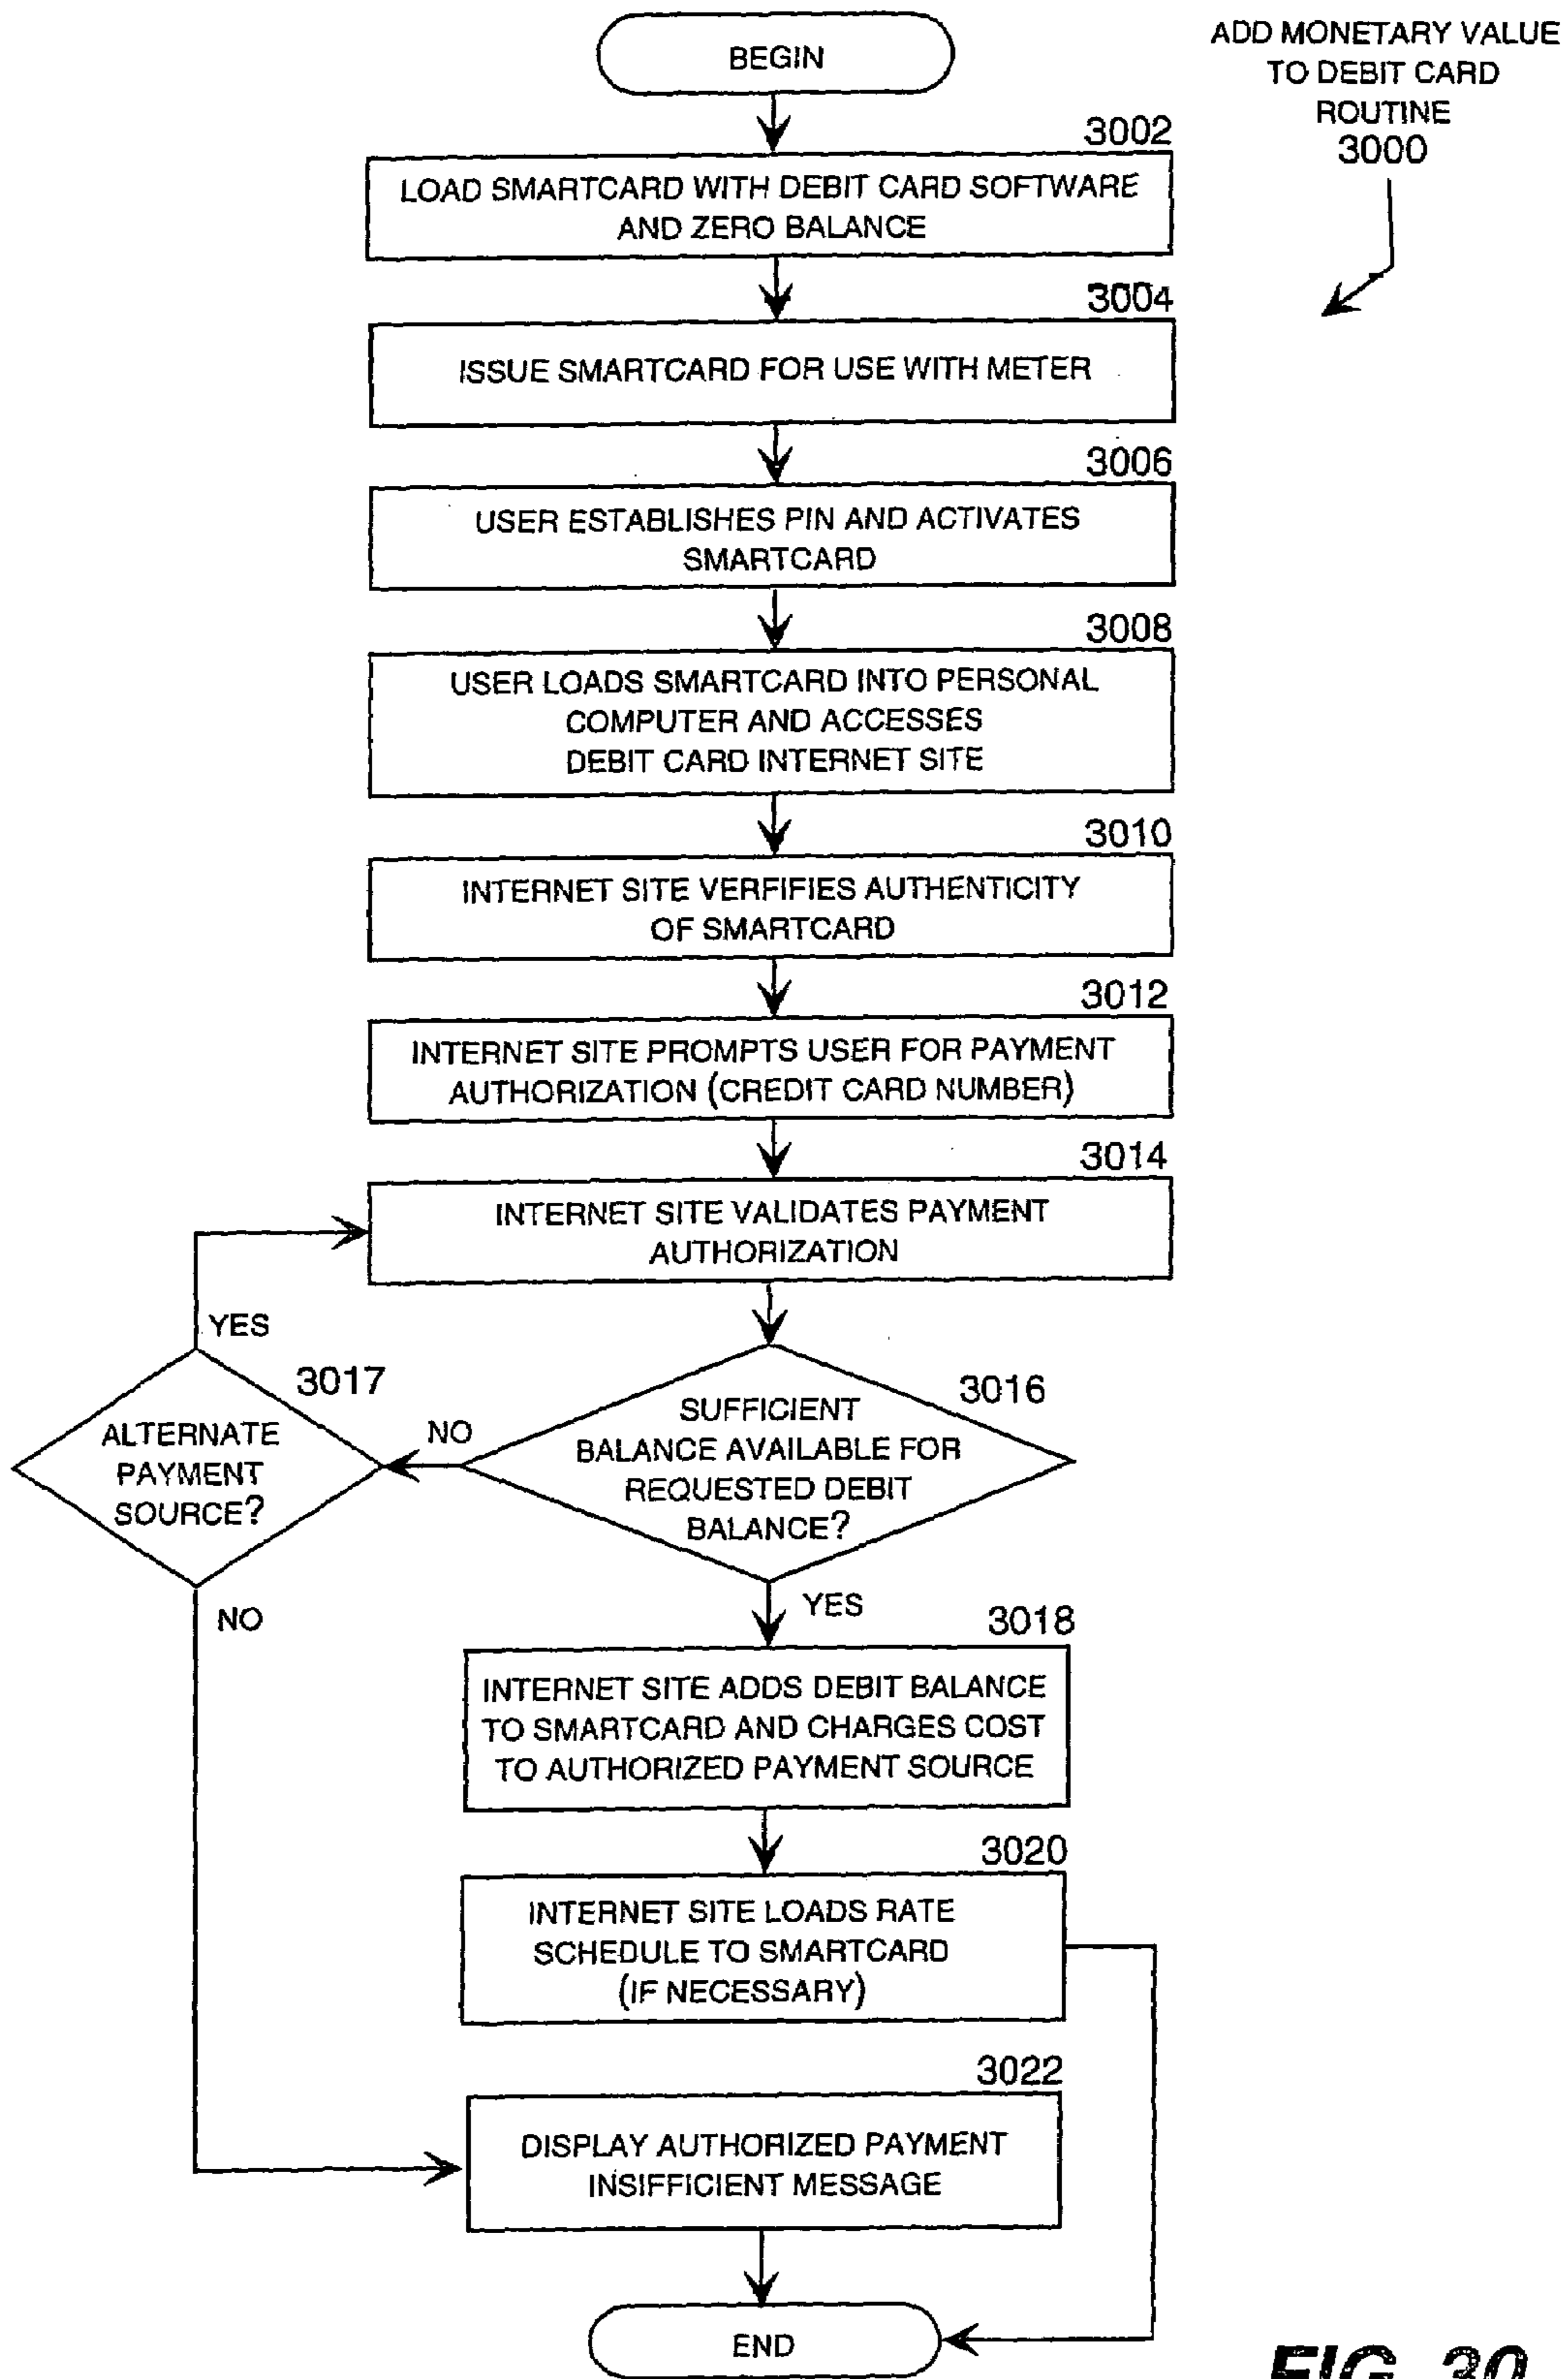 BEGIN
ADD MONETARY VALUE
TO DEBIT CARD
ROUTINE
3000
3002
LOAD SMARTCARD WITH DEBIT CARD SOFTWARE
AND ZERO BALANCE
3004
ISSUE SMARTCARD FOR USE WITH METER
3006
USER ESTABLISHES PIN AND ACTIVATES
SMARTCARD
3008
USER LOADS SMARTCARD INTO PERSONAL
COMPUTER AND ACCESSES
DEBIT CARD INTERNET SITE
3010
INTERNET SITE VERFIFIES AUTHENTICITY
OF SMARTCARD
3012
INTERNET SITE PROMPTS USER FOR PAYMENT
AUTHORIZATION (CREDIT CARD NUMBER)
3014
INTERNET SITE VALIDATES PAYMENT
AUTHORIZATION
YES
3017
ALTERNATE
PAYMENT
SOURCE?
NO
3016
SUFFICIENT
BALANCE AVAILABLE FOR
REQUESTED DEBIT
BALANCE?
NO
YES
3018
INTERNET SITE ADDS DEBIT BALANCE
TO SMARTCARD AND CHARGES COST
TO AUTHORIZED PAYMENT SOURCE
3020
INTERNET SITE LOADS RATE
SCHEDULE TO SMARTCARD
(IF NECESSARY)
3022
DISPLAY AUTHORIZED PAYMENT
INSIFFICIENT MESSAGE
END
FIG. 30